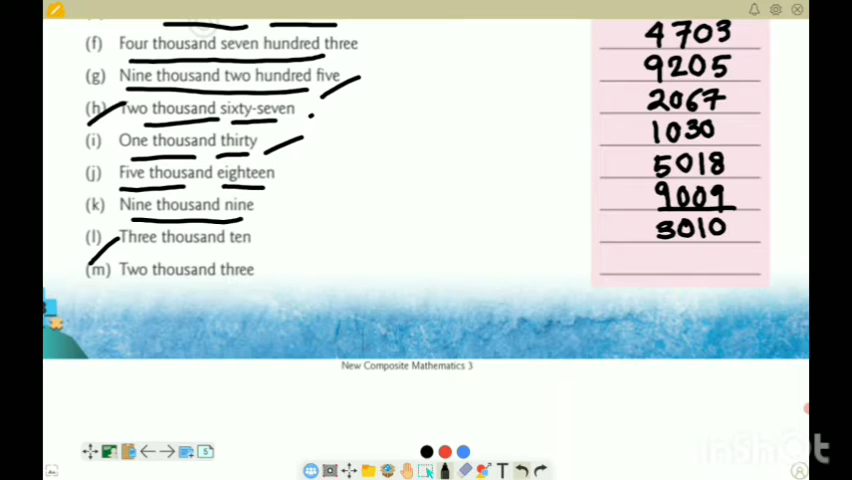 (f) Four thousand seven hundred three 4703
(g) Nine thousand two hundred five 9205
(h) Two thousand sixty-seven 2067
(i) One thousand thirty 1030
(j) Five thousand eighteen 5018
(k) Nine thousand nine 9009
(l) Three thousand ten 3010
(m) Two thousand three
New Composite Mathematics 3
5
T
InShot